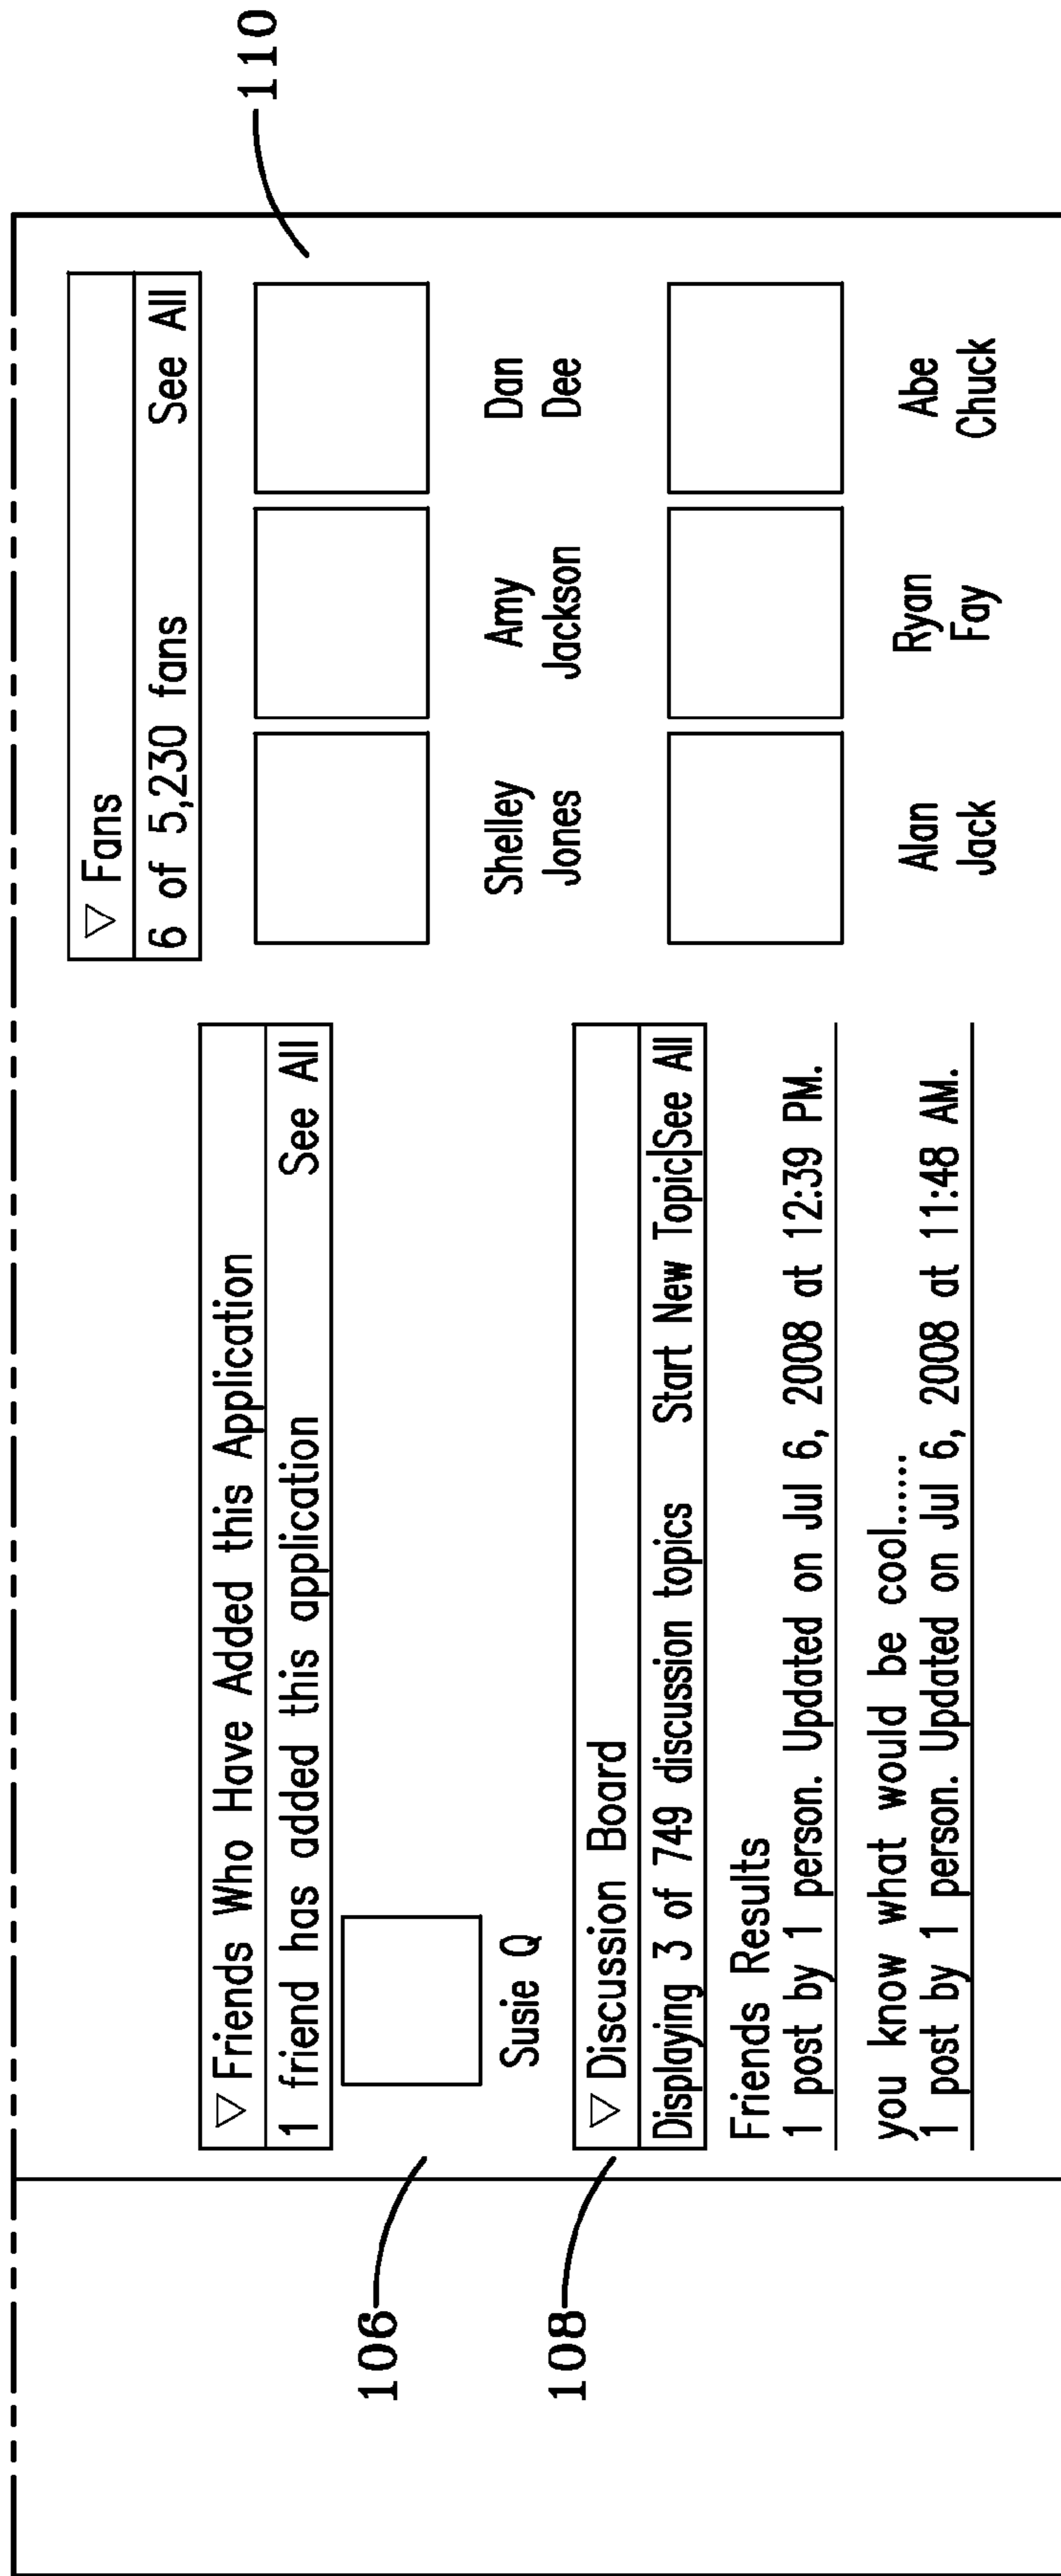 ▽ Friends Who Have Added this Application
1 friend has added this application See All
Susie Q
106
▽ Discussion Board
Displaying 3 of 749 discussion topics Start New Topic|See All
108
Friends Results
1 post by 1 person. Updated on Jul 6, 2008 at 12:39 PM.
you know what would be cool......
1 post by 1 person. Updated on Jul 6, 2008 at 11:48 AM.
▽ Fans
6 of 5,230 fans See All
110
Shelley
Jones
Amy
Jackson
Dan
Dee
Alan
Jack
Ryan
Fay
Abe
Chuck